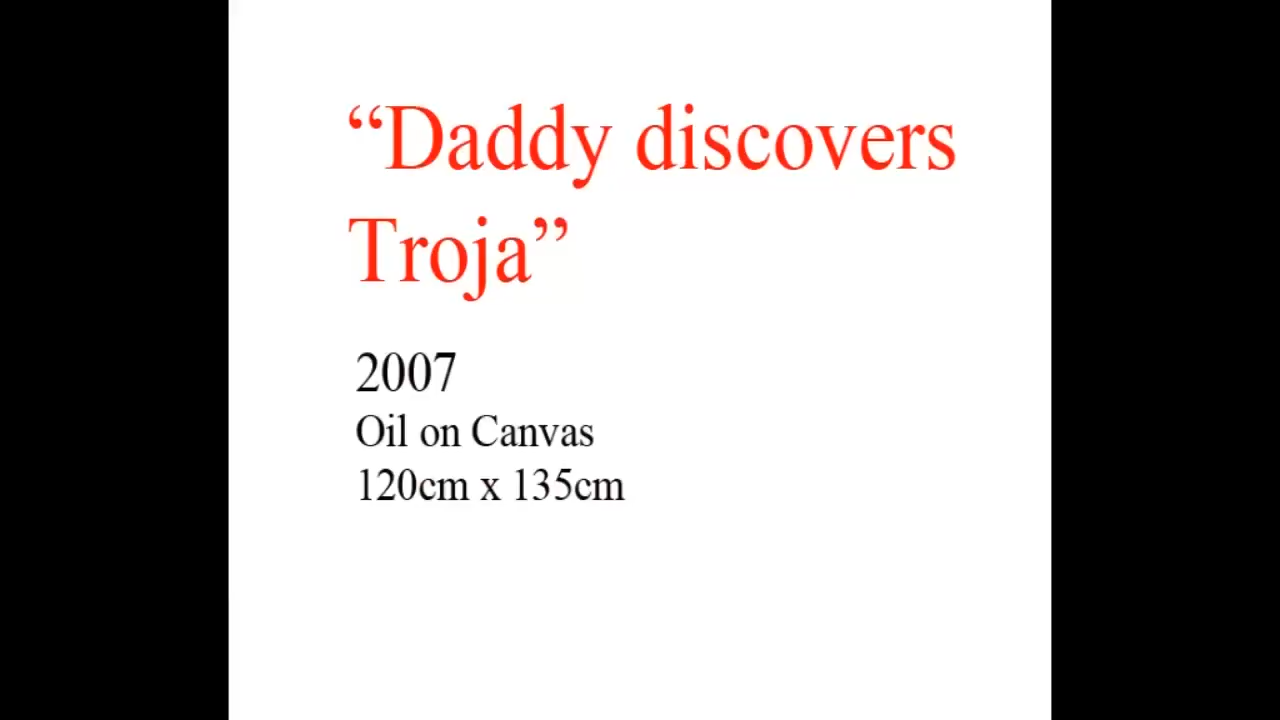 “Daddy discovers
Troja”
2007
Oil on Canvas
120cm x 135cm